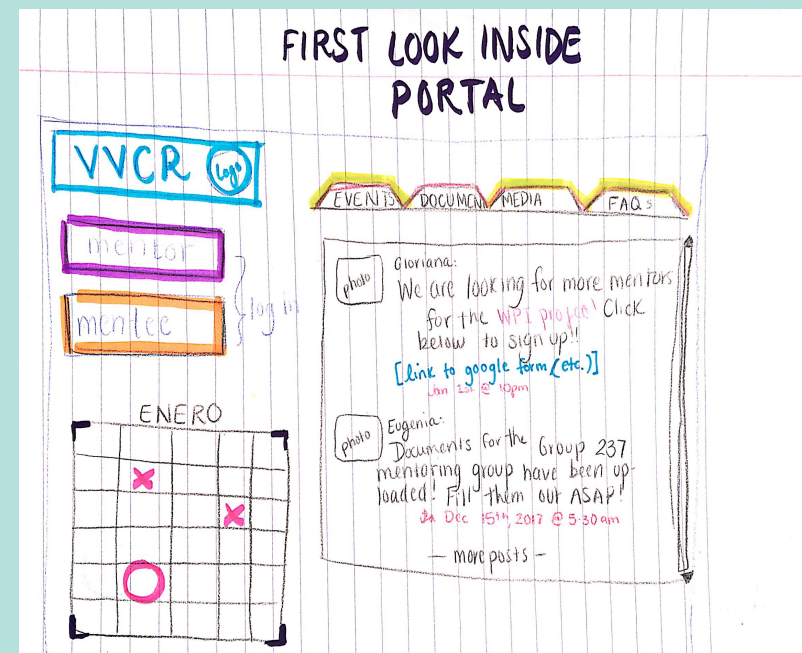 FIRST LOOK INSIDE
PORTAL
VVCR logo
mentor
mentee
log in
ENERO
EVENTS DOCUMEN MEDIA FAQs
photo
Gloriana:
We are looking for more mentors
for the WPI project! Click
below to sign up!!
[link to google form (etc.)]
Jan 1st @ 10pm
photo
Eugenia:
Documents for the Group 237
mentoring group have been up-
loaded! Fill them out ASAP!
Dec 15th, 2017 @ 5:30am
— more posts —